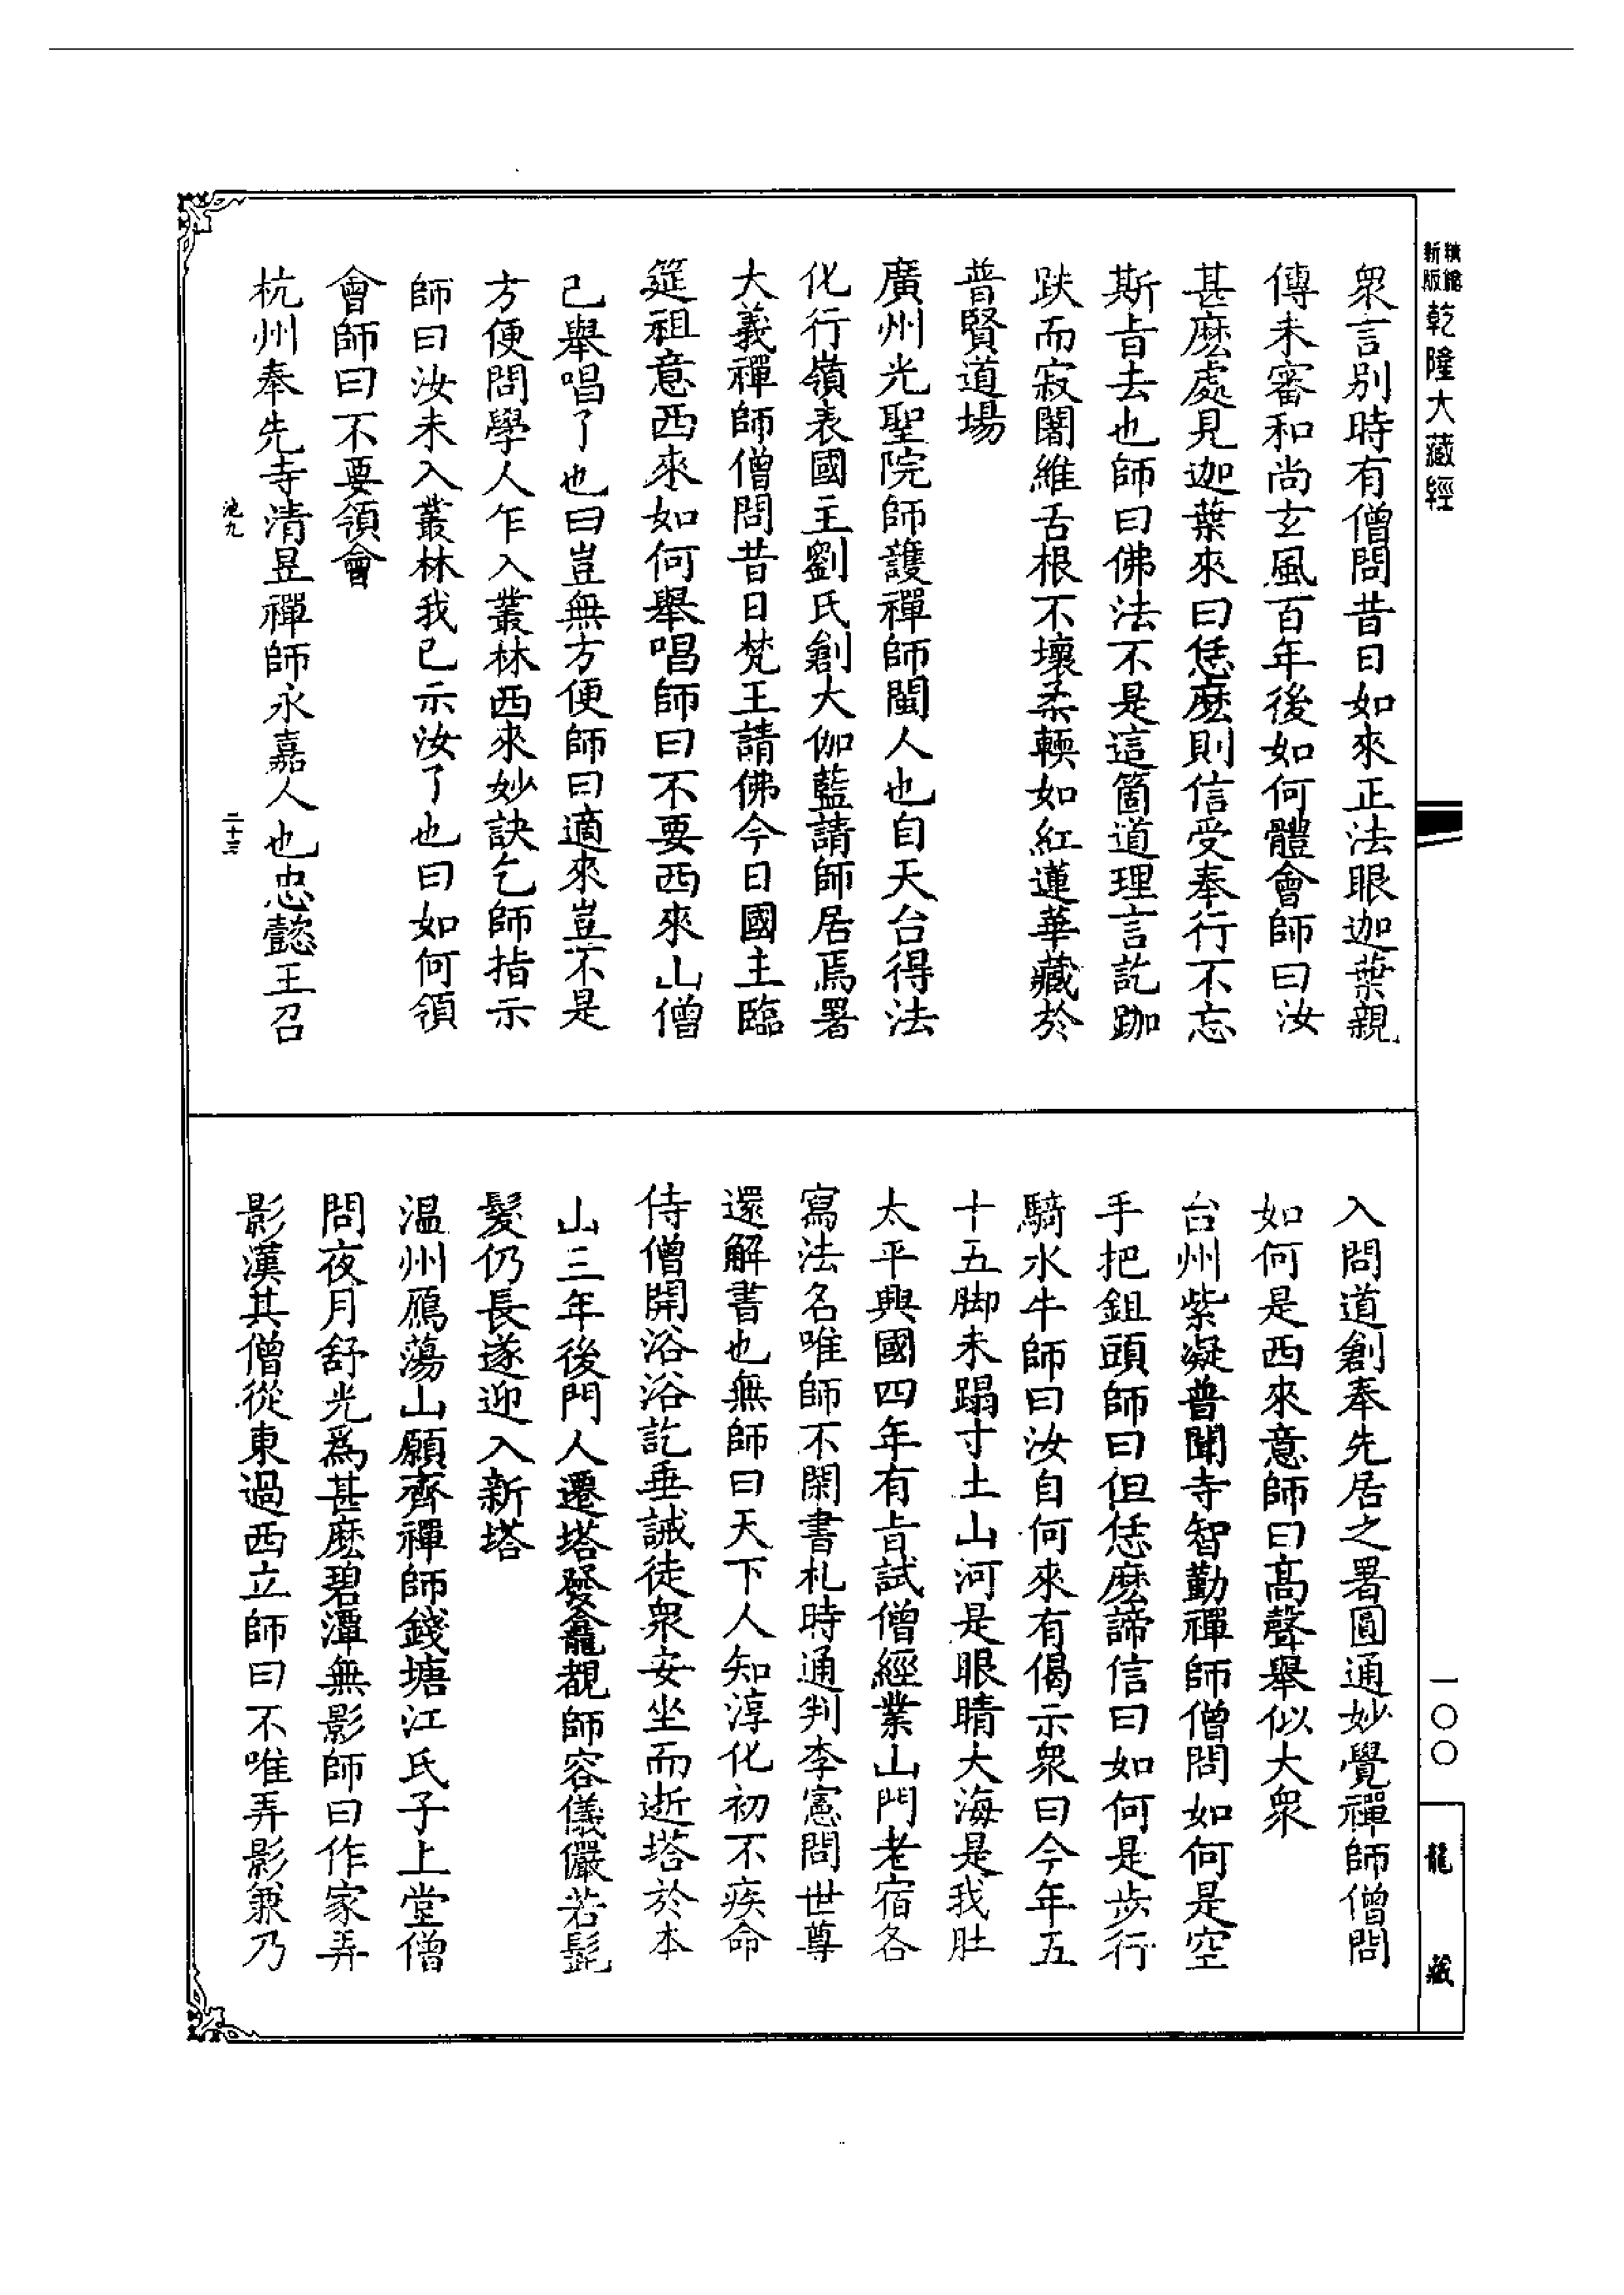 新版
精縮
乾隆大藏經
衆言別時有僧問昔日如來正法眼迦葉親
傳未審和尚玄風百年後如何體會師曰汝
甚麽處見迦葉來曰恁麽則信受奉行不忘
斯旨去也師曰佛法不是這箇道理言訖跏
趺而寂闍維舌根不壞柔輭如紅蓮華藏於
普賢道場
廣州光聖院師護禪師閩人也自天台得法
化行嶺表國王劉氏創大伽藍請師居焉署
大義禪師僧問昔日梵王請佛今日國主臨
筵祖意西來如何舉唱師曰不要西來山僧
已舉唱了也曰豈無方便師曰適來豈不是
方便問學人乍入叢林西來妙訣乞師指示
師曰汝未入叢林我已示汝了也曰如何領
會師曰不要領會
杭州奉先寺清昱禪師永嘉人也忠懿王召
池九
二十三
入問道創奉先居之署圓通妙覺禪師僧問
如何是西來意師曰高聲舉似大衆
台州紫凝普聞寺智勤禪師僧問如何是空
手把鉏頭師曰但恁麽諦信曰如何是步行
騎水牛師曰汝自何來有偈示衆曰今年五
十五脚未蹋寸土山河是眼睛大海是我肚
太平興國四年有旨試僧經業山門老宿各
寫法名唯師不閑書札時通判李憲問世尊
還解書也無師曰天下人知淳化初不疾命
侍僧開浴浴訖垂誡徒衆安坐而逝塔於本
山三年後門人遷塔發龕覩師容儀儼若髭
髮仍長遂迎入新塔
温州鴈蕩山願齊禪師錢塘江氏子上堂僧
問夜月舒光爲甚麽碧潭無影師曰作家弄
影漢其僧從東過西立師曰不唯弄影兼乃
一〇〇
龍藏